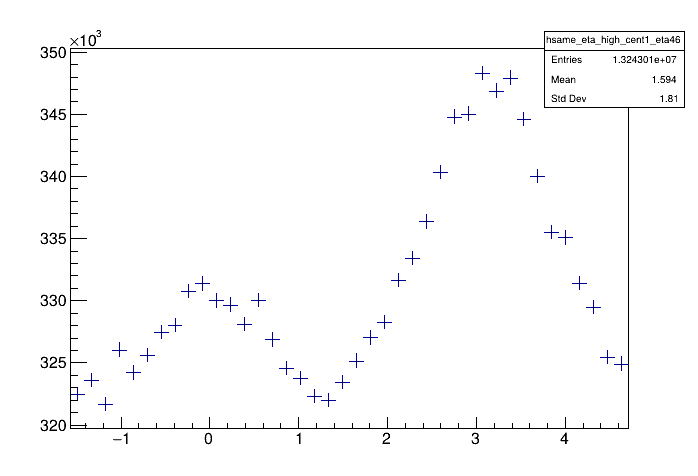 ×10³
hsame_eta_high_cent1_eta46
Entries 1.324301e+07
Mean 1.594
Std Dev 1.81
350
345
340
335
330
325
320
−1 0 1 2 3 4